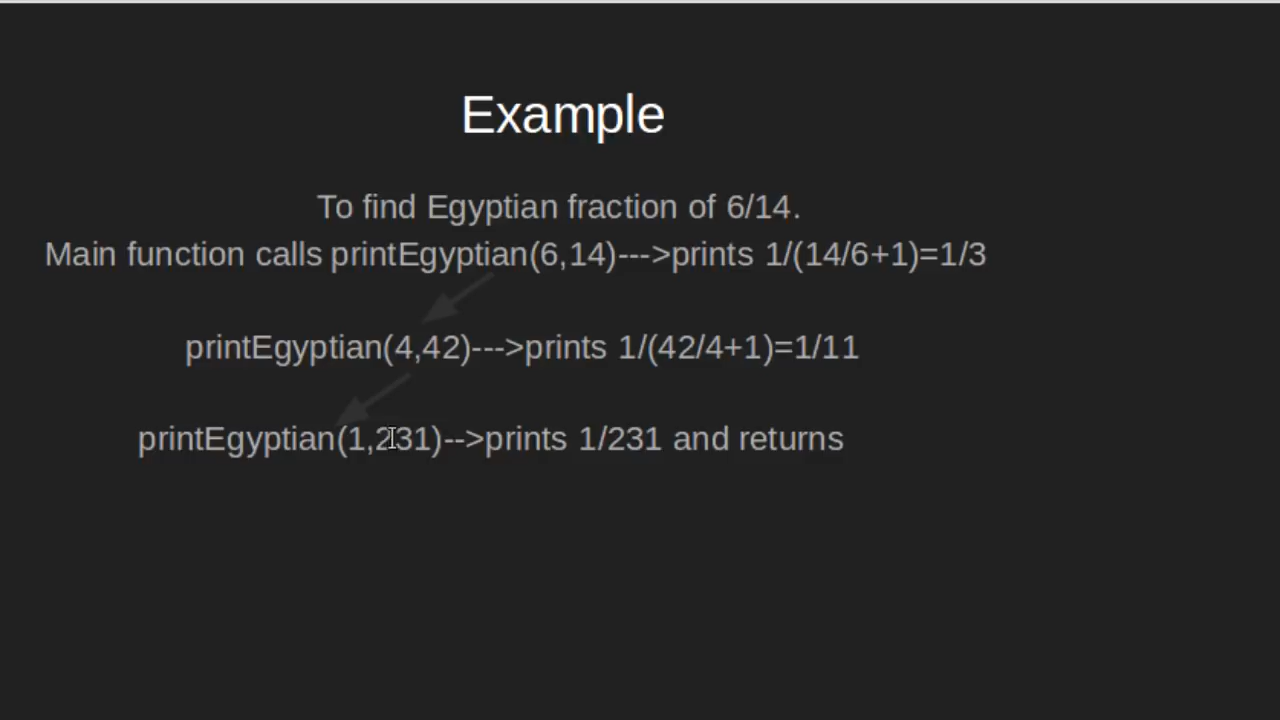 Example
To find Egyptian fraction of 6/14.
Main function calls printEgyptian(6,14)--->prints 1/(14/6+1)=1/3
printEgyptian(4,42)--->prints 1/(42/4+1)=1/11
printEgyptian(1,231)-->prints 1/231 and returns